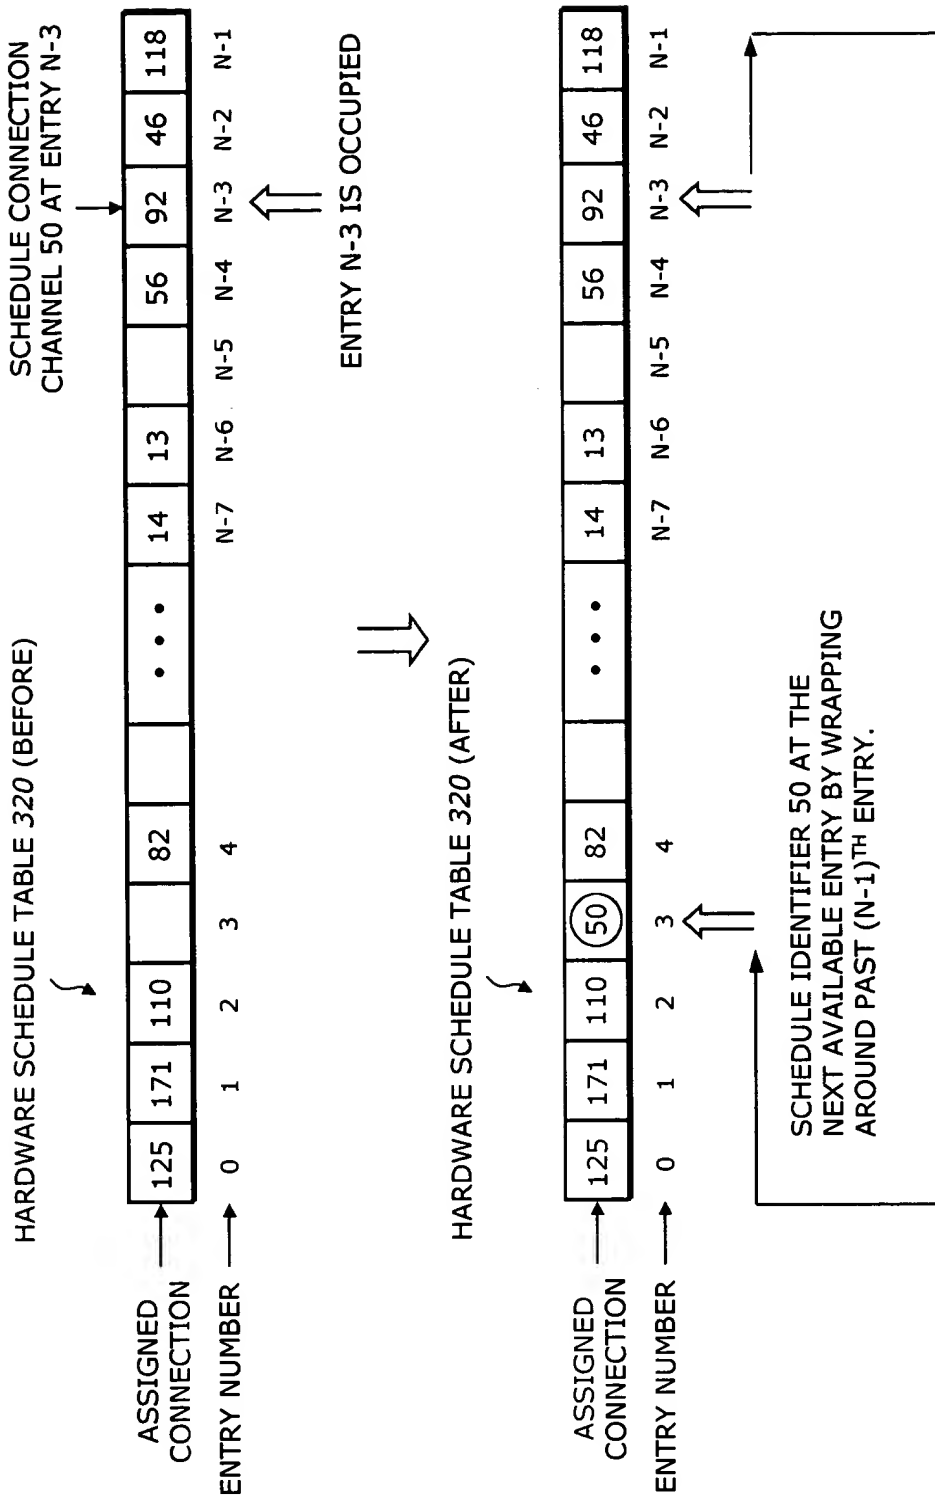 HARDWARE SCHEDULE TABLE 320 (BEFORE)
SCHEDULE CONNECTION
CHANNEL 50 AT ENTRY N-3
ASSIGNED
CONNECTION
125 171 110 82 • • • 14 13 56 92 46 118
ENTRY NUMBER
0 1 2 3 4 N-7 N-6 N-5 N-4 N-3 N-2 N-1
ENTRY N-3 IS OCCUPIED
HARDWARE SCHEDULE TABLE 320 (AFTER)
ASSIGNED
CONNECTION
125 171 110 50 82 • • • 14 13 56 92 46 118
ENTRY NUMBER
0 1 2 3 4 N-7 N-6 N-5 N-4 N-3 N-2 N-1
SCHEDULE IDENTIFIER 50 AT THE
NEXT AVAILABLE ENTRY BY WRAPPING
AROUND PAST (N-1)TH ENTRY.